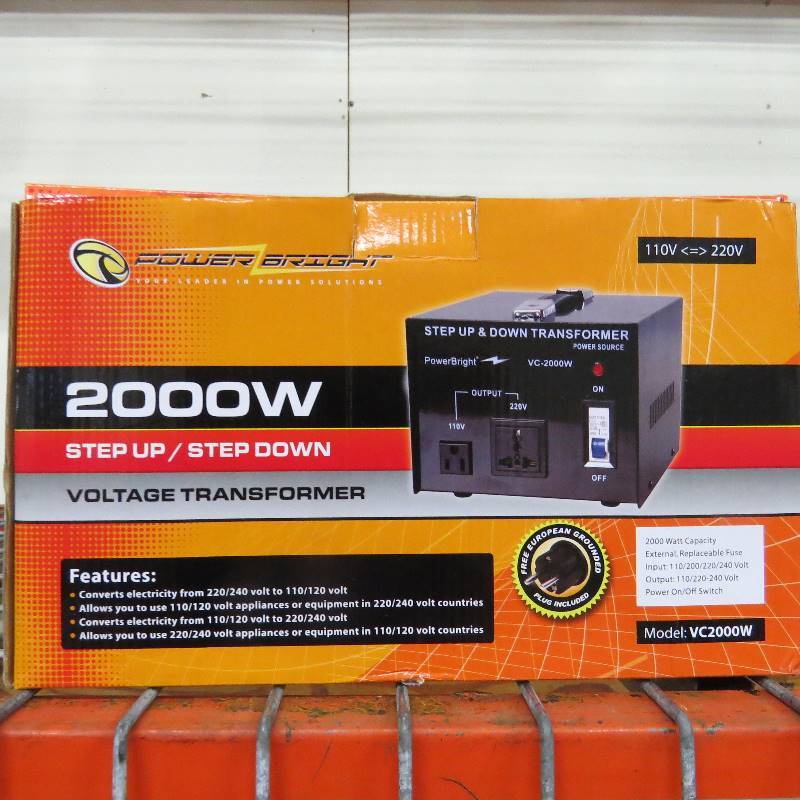 POWER BRIGHT
YOUR LEADER IN POWER SOLUTIONS
110V <=> 220V
2000W
STEP UP / STEP DOWN
VOLTAGE TRANSFORMER
STEP UP & DOWN TRANSFORMER
POWER SOURCE
PowerBright VC-2000W
ON
OUTPUT
110V 220V
OFF
FREE EUROPEAN GROUNDED
PLUG INCLUDED
Features:
• Converts electricity from 220/240 volt to 110/120 volt
• Allows you to use 110/120 volt appliances or equipment in 220/240 volt countries
• Converts electricity from 110/120 volt to 220/240 volt
• Allows you to use 220/240 volt appliances or equipment in 110/120 volt countries
2000 Watt Capacity
External, Replaceable Fuse
Input: 110/200/220/240 Volt
Output: 110/220-240 Volt
Power On/Off Switch
Model: VC2000W